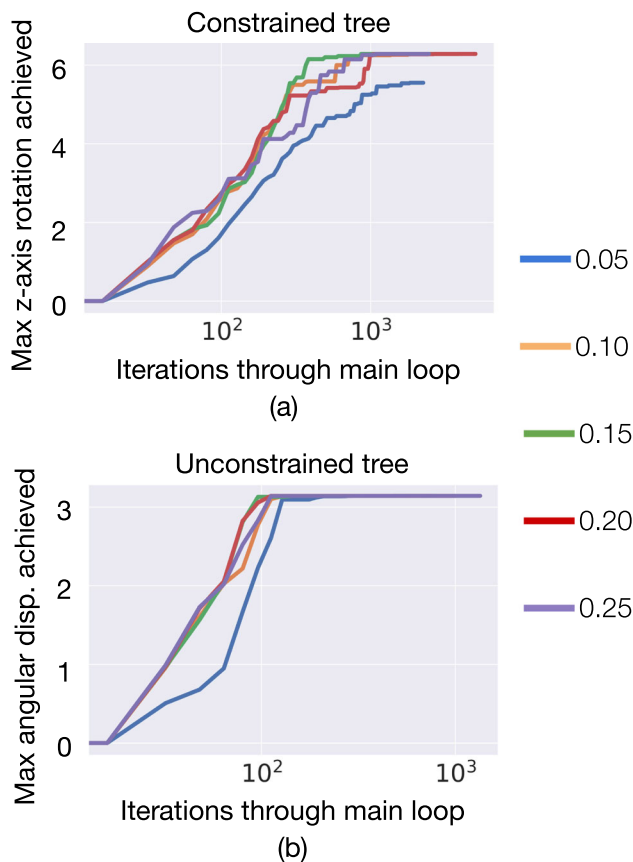 Constrained tree
Max z-axis rotation achieved
6
4
2
0
10²
10³
Iterations through main loop
(a)
0.05
0.10
0.15
0.20
0.25
Unconstrained tree
Max angular disp. achieved
3
2
1
0
10²
10³
Iterations through main loop
(b)